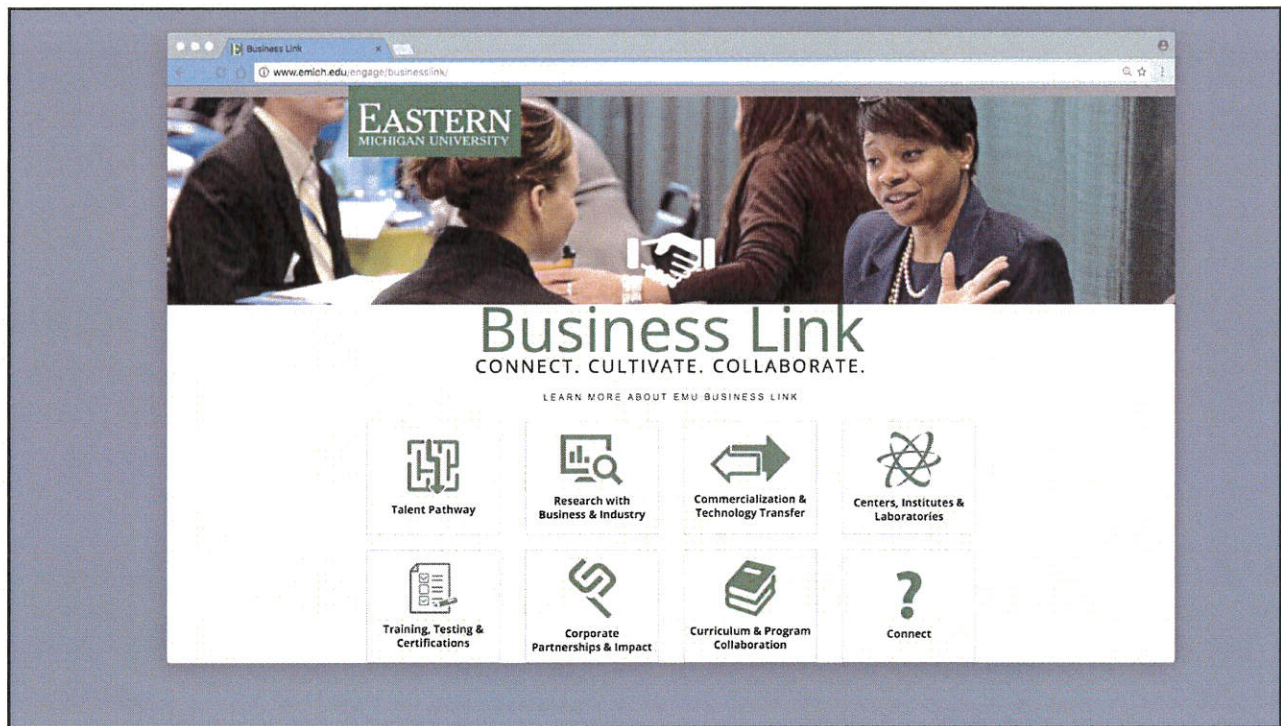 Business Link
www.emich.edu/engage/businesslink/
EASTERN
MICHIGAN UNIVERSITY
Business Link
CONNECT. CULTIVATE. COLLABORATE.
LEARN MORE ABOUT EMU BUSINESS LINK
Talent Pathway
Research with
Business & Industry
Commercialization &
Technology Transfer
Centers, Institutes &
Laboratories
Training, Testing &
Certifications
Corporate
Partnerships & Impact
Curriculum & Program
Collaboration
?
Connect